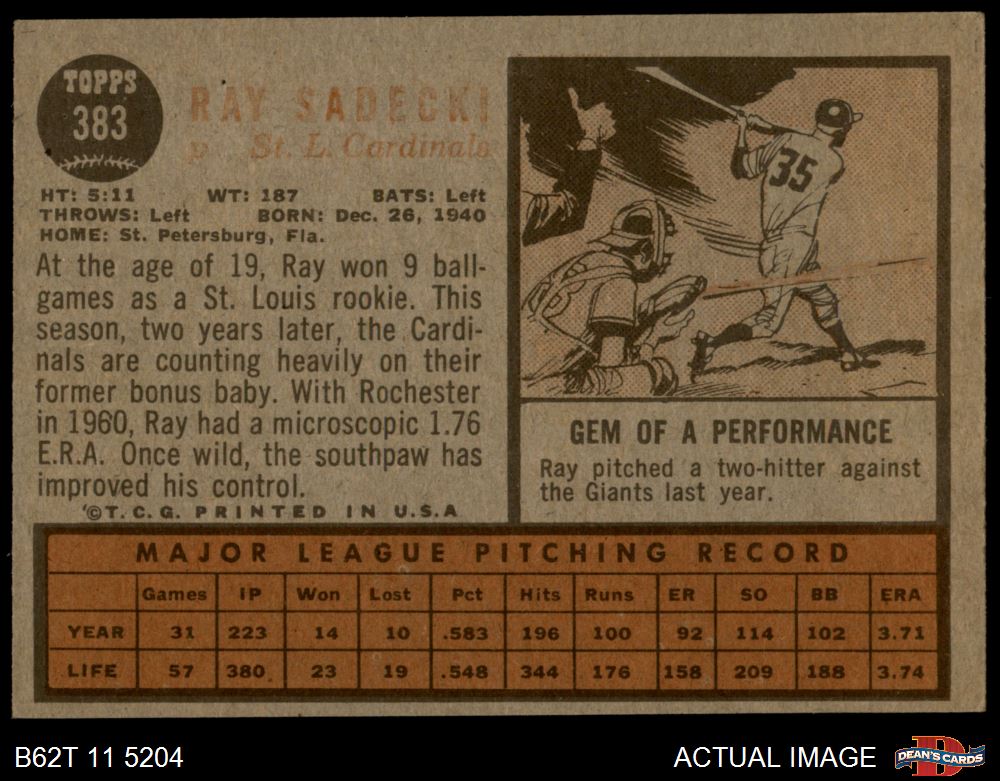 TOPPS
383
RAY SADECKI
p St. L. Cardinals
HT: 5:11 WT: 187 BATS: Left
THROWS: Left BORN: Dec. 26, 1940
HOME: St. Petersburg, Fla.
At the age of 19, Ray won 9 ball-
games as a St. Louis rookie. This
season, two years later, the Cardi-
nals are counting heavily on their
former bonus baby. With Rochester
in 1960, Ray had a microscopic 1.76
E.R.A. Once wild, the southpaw has
improved his control.
©T.C.G. PRINTED IN U.S.A
35
GEM OF A PERFORMANCE
Ray pitched a two-hitter against
the Giants last year.
MAJOR LEAGUE PITCHING RECORD
Games IP Won Lost Pct Hits Runs ER SO BB ERA
YEAR 31 223 14 10 .583 196 100 92 114 102 3.71
LIFE 57 380 23 19 .548 344 176 158 209 188 3.74
B62T 11 5204
ACTUAL IMAGE
D
DEAN'S CARDS